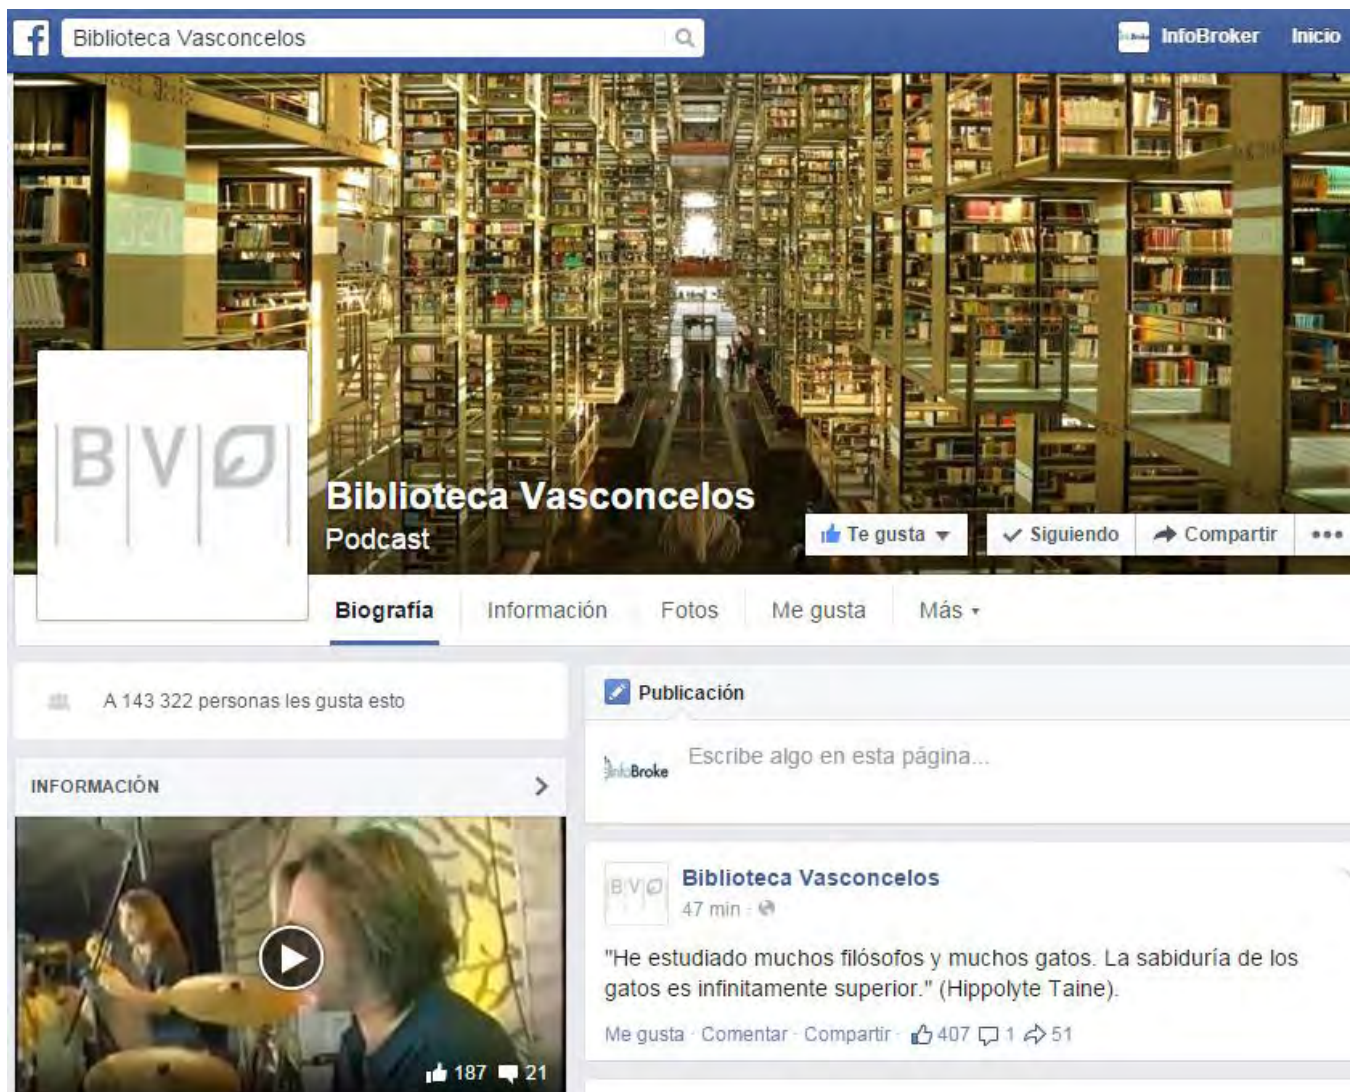 f Biblioteca Vasconcelos InfoBroker Inicio
320
B V
Biblioteca Vasconcelos
Podcast
Te gusta Siguiendo Compartir
Biografía Información Fotos Me gusta Más
A 143 322 personas les gusta esto
INFORMACIÓN
187 21
Publicación
InfoBroke Escribe algo en esta página...
B V
Biblioteca Vasconcelos
47 min ·
"He estudiado muchos filósofos y muchos gatos. La sabiduría de los
gatos es infinitamente superior." (Hippolyte Taine).
Me gusta · Comentar · Compartir · 407 1 51